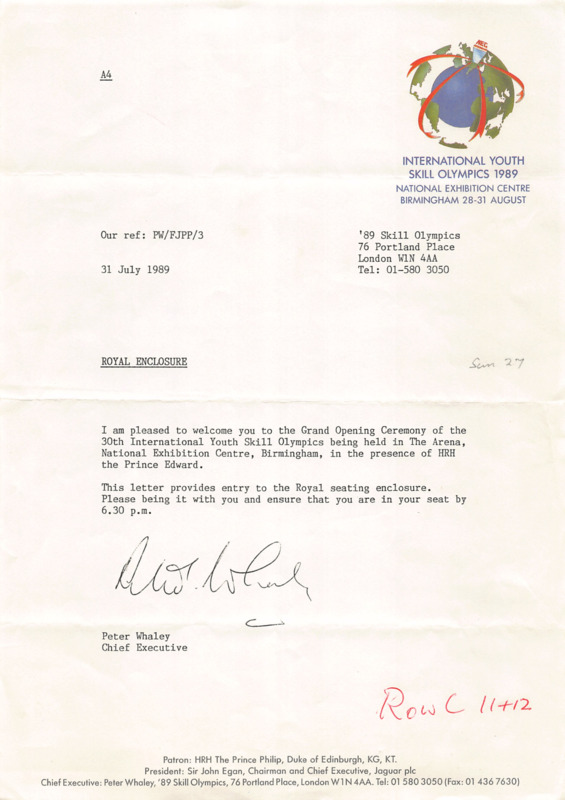 A4
AEG
INTERNATIONAL YOUTH
SKILL OLYMPICS 1989
NATIONAL EXHIBITION CENTRE
BIRMINGHAM 28-31 AUGUST
Our ref: PW/FJPP/3
31 July 1989
'89 Skill Olympics
76 Portland Place
London W1N 4AA
Tel: 01-580 3050
ROYAL ENCLOSURE
Sun 27
I am pleased to welcome you to the Grand Opening Ceremony of the
30th International Youth Skill Olympics being held in The Arena,
National Exhibition Centre, Birmingham, in the presence of HRH
the Prince Edward.
This letter provides entry to the Royal seating enclosure.
Please being it with you and ensure that you are in your seat by
6.30 p.m.
Peter Whaley
Peter Whaley
Chief Executive
Row C 11+12
Patron: HRH The Prince Philip, Duke of Edinburgh, KG, KT.
President: Sir John Egan, Chairman and Chief Executive, Jaguar plc
Chief Executive: Peter Whaley, '89 Skill Olympics, 76 Portland Place, London W1N 4AA. Tel: 01 580 3050 (Fax: 01 436 7630)